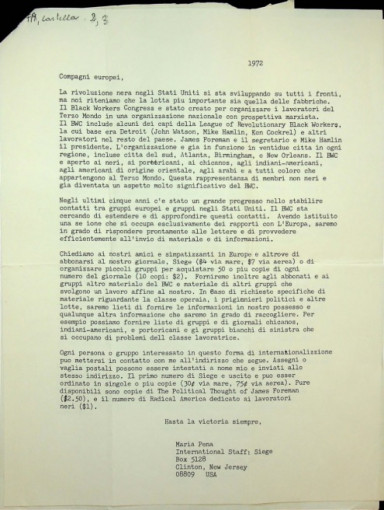 2, 3
1972
Compagni europei,
La rivoluzione nera negli Stati Uniti si sta sviluppando su tutti i fronti,
ma noi riteniamo che la lotta piu importante sia quella delle fabbriche.
Il Black Workers Congress e stato creato per organizzare i lavoratori del
Terzo Mondo in una organizzazione nazionale con prospettiva marxista.
Il BWC include alcuni dei capi della League of Revolutionary Black Workers,
la cui base era Detroit (John Watson, Mike Hamlin, Ken Cockrel) e altri
lavoratori nel resto del paese. James Foreman e il segretario e Mike Hamlin
il presidente. L'organizzazione e gia in funzione in ventidue citta in ogni
regione, incluse citta del sud, Atlanta, Birmingham, e New Orleans. Il BWC
e aperto ai neri, ai portoricani, ai chicanos, agli indiani-americani,
agli americani di origine orientale, agli arabi e a tutti coloro che
appartengono al Terzo Mondo. Questa rappresentanza di membri non neri e
gia diventata un aspetto molto significativo del BWC.
Negli ultimi cinque anni c'e stato un grande progresso nello stabilire
contatti tra gruppi europei e gruppi negli Stati Uniti. Il BWC sta
cercando di estendere e di approfondire questi contatti. Avendo istituito
una se ione che si occupa esclusivamente dei rapporti con l'Europa, saremo
in grado di rispondere prontamente alle lettere e di provvedere
efficientemente all'invio di materiale e di informazioni.
Chiediamo ai nostri amici e simpatizzanti in Europe e altrove di
abbonarsi al nostro giornale, Siege ($4 via mare, $7 via aerea) o di
organizzare piccoli gruppi per acquistare 50 o piu copie di ogni
numero del giornale (10 copie: $2). Forniremo inoltre agli abbonati e ai
gruppi altro materiale del BWC e materiale di altri gruppi che
svolgono un lavoro affine al nostro. In caso di richieste specifiche di
materiale riguardante la classe operaia, i prigionieri politici e altre
lotte, saremo lieti di fornire le informazioni in nostro possesso e
qualunque altra informazione che saremo in grado di raccogliere. Per
esempio possiamo fornire liste di gruppi e di giornali chicanos,
indiani-americani, e portoricani e gi gruppi bianchi di sinistra che
si occupano di problemi dell classe lavoratrice.
Ogni persona o gruppo interessato in questa forma di internationalizzione
puo mettersi in contatto con me all'indirizzo che segue. Assegni e
vaglia postali possono essere intestati a nome mio e inviati allo
stesso indirizzo. Il primo numero di Siege e uscito e puo esser
ordinato in singole o piu copie (30¢ via mare, 75¢ via aerea). Pure
disponibili sono copie di The Political Thought of James Foreman
($2.50), e il numero di Radical America dedicato ai lavoratori
neri ($1).
Hasta la victoria siempre,
Maria Pena
International Staff: Siege
Box 5128
Clinton, New Jersey
08809 USA